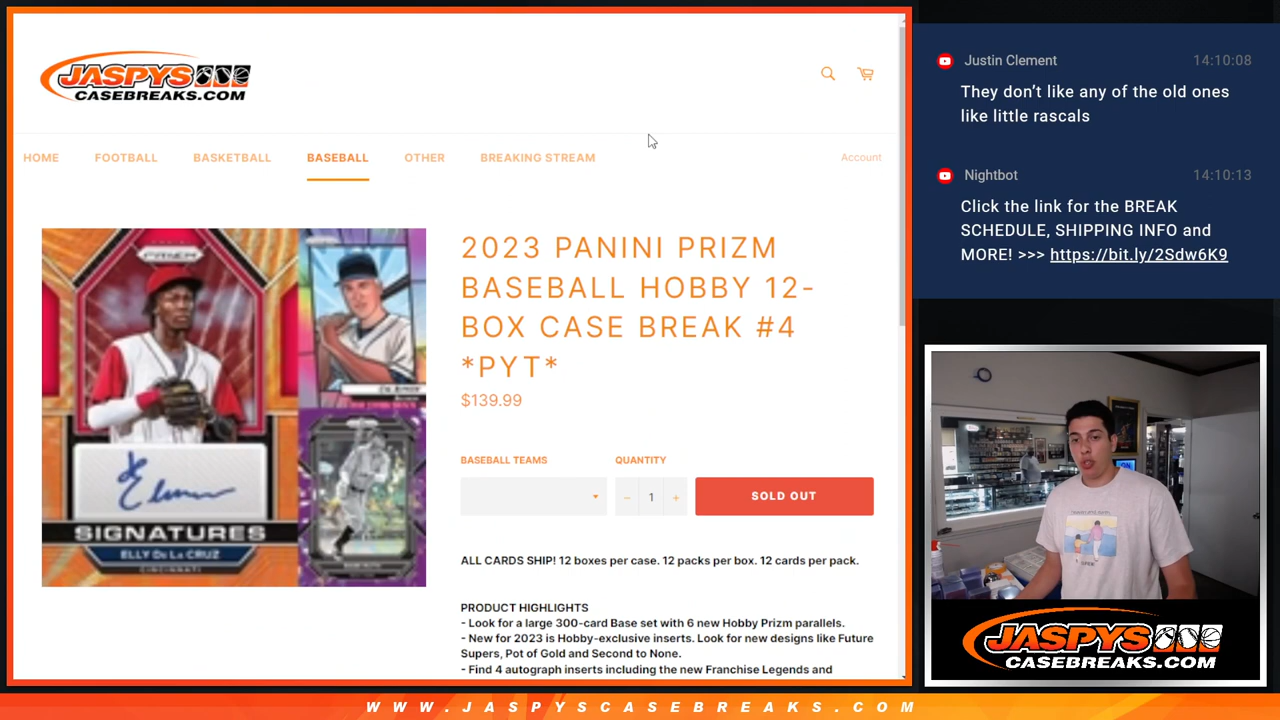 JASPYS
CASEBREAKS.COM
HOME
FOOTBALL
BASKETBALL
BASEBALL
OTHER
BREAKING STREAM
Account
PRIZM
SIGNATURES
ELLY DE LA CRUZ
CINCINNATI
2023 PANINI PRIZM
BASEBALL HOBBY 12-
BOX CASE BREAK #4
*PYT*
$139.99
BASEBALL TEAMS
QUANTITY
− 1 +
SOLD OUT
ALL CARDS SHIP! 12 boxes per case. 12 packs per box. 12 cards per pack.
PRODUCT HIGHLIGHTS
- Look for a large 300-card Base set with 6 new Hobby Prizm parallels.
- New for 2023 is Hobby-exclusive inserts. Look for new designs like Future
Supers, Pot of Gold and Second to None.
- Find 4 autograph inserts including the new Franchise Legends and
Justin Clement 14:10:08
They don't like any of the old ones
like little rascals
Nightbot 14:10:13
Click the link for the BREAK
SCHEDULE, SHIPPING INFO and
MORE! >>> https://bit.ly/2Sdw6K9
JASPYS
CASEBREAKS.COM
WWW.JASPYSCASEBREAKS.COM